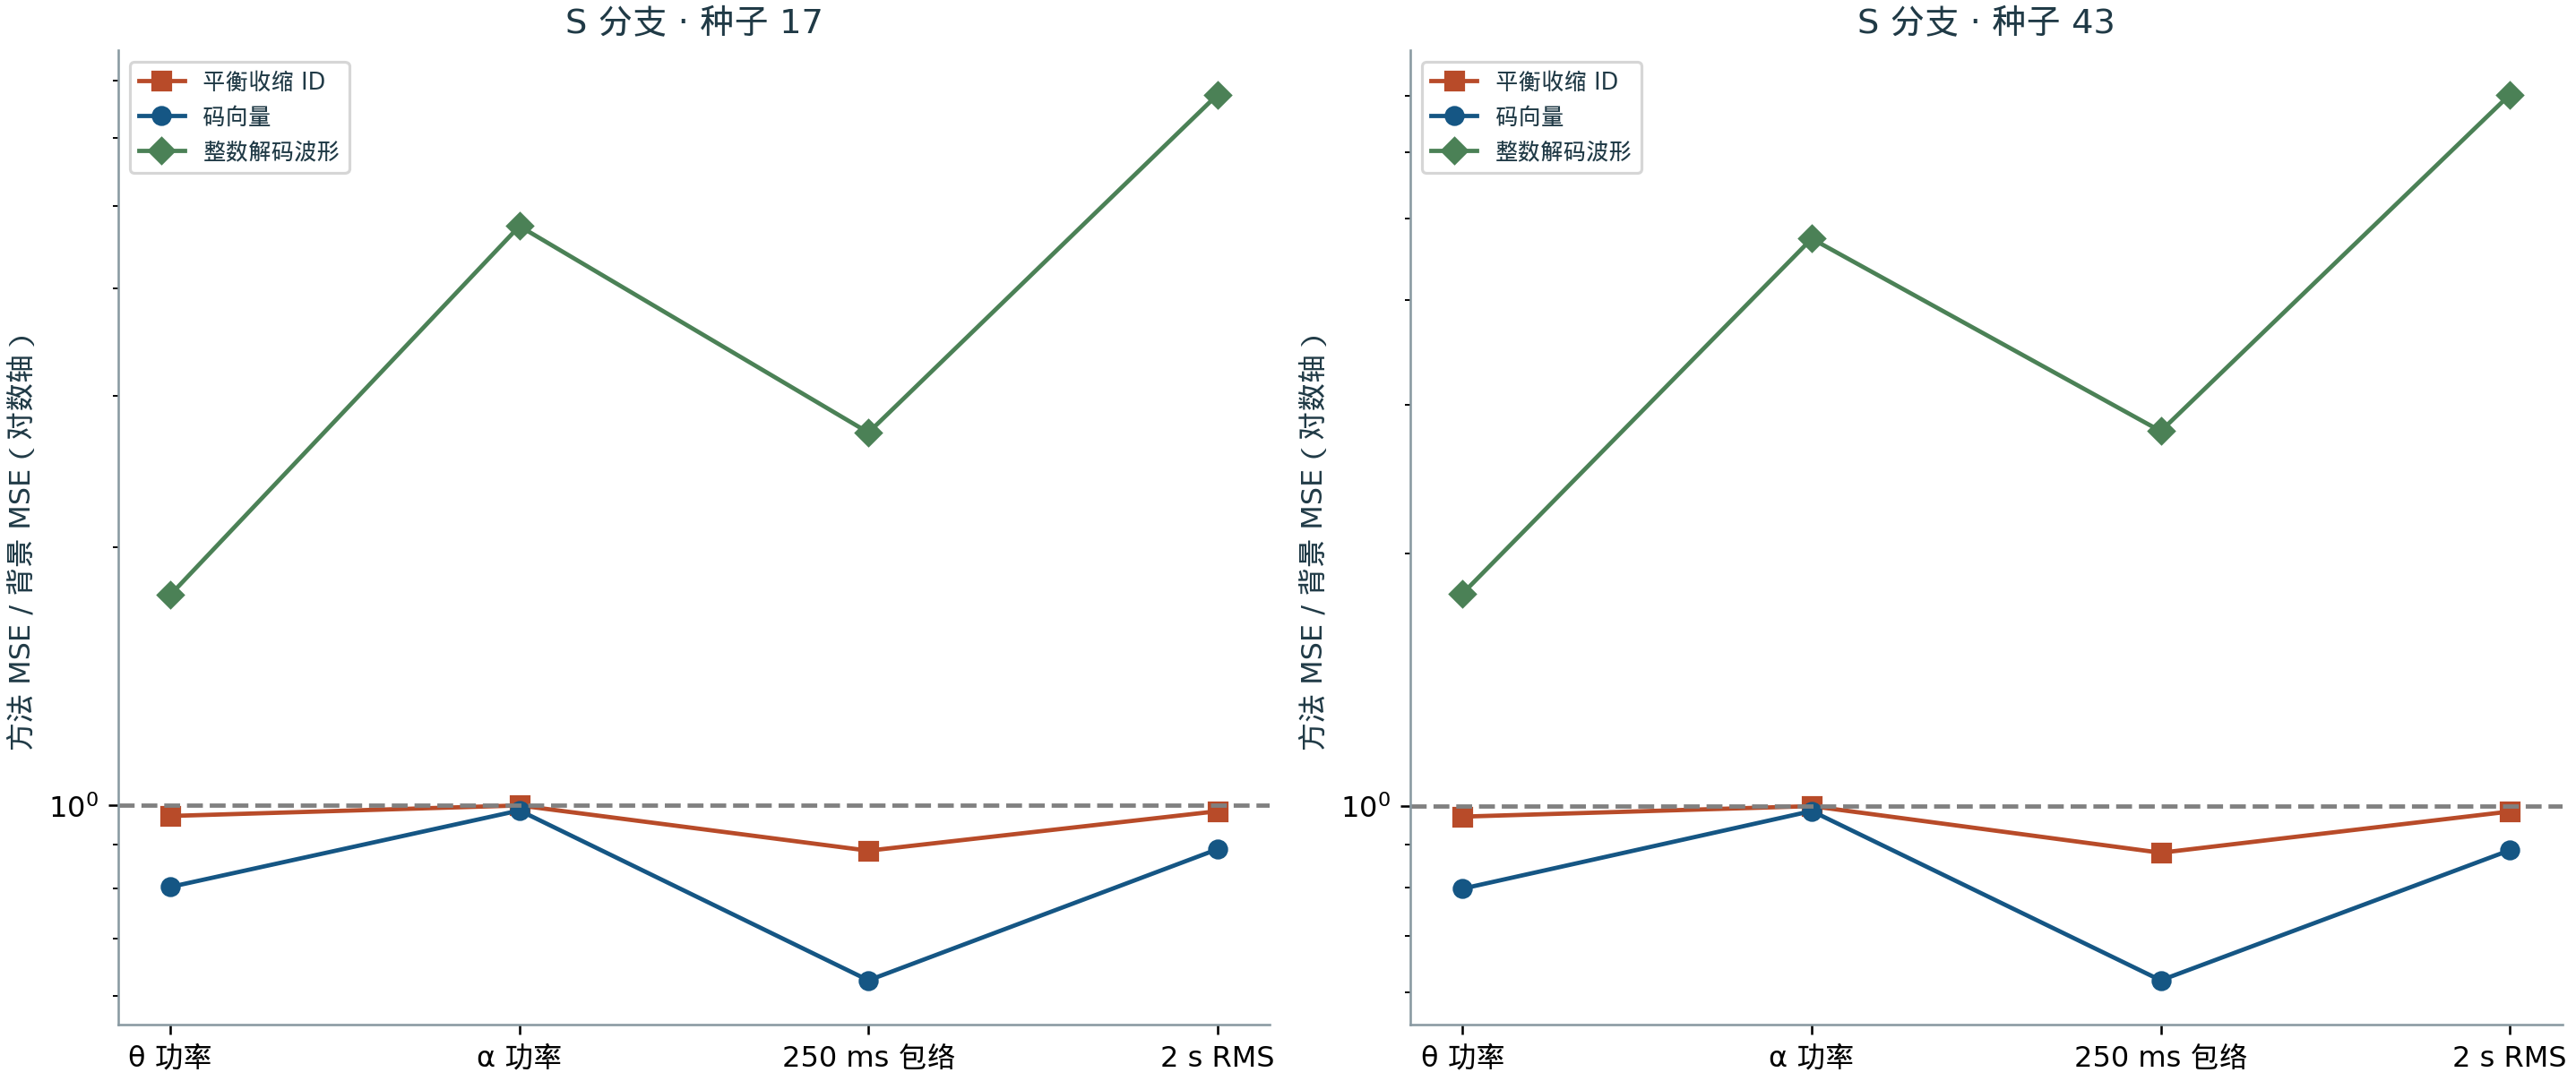 S 分支 · 种子 17
平衡收缩 ID
码向量
整数解码波形
方法 MSE / 背景 MSE（对数轴）
10⁰
θ 功率
α 功率
250 ms 包络
2 s RMS
S 分支 · 种子 43
平衡收缩 ID
码向量
整数解码波形
方法 MSE / 背景 MSE（对数轴）
10⁰
θ 功率
α 功率
250 ms 包络
2 s RMS